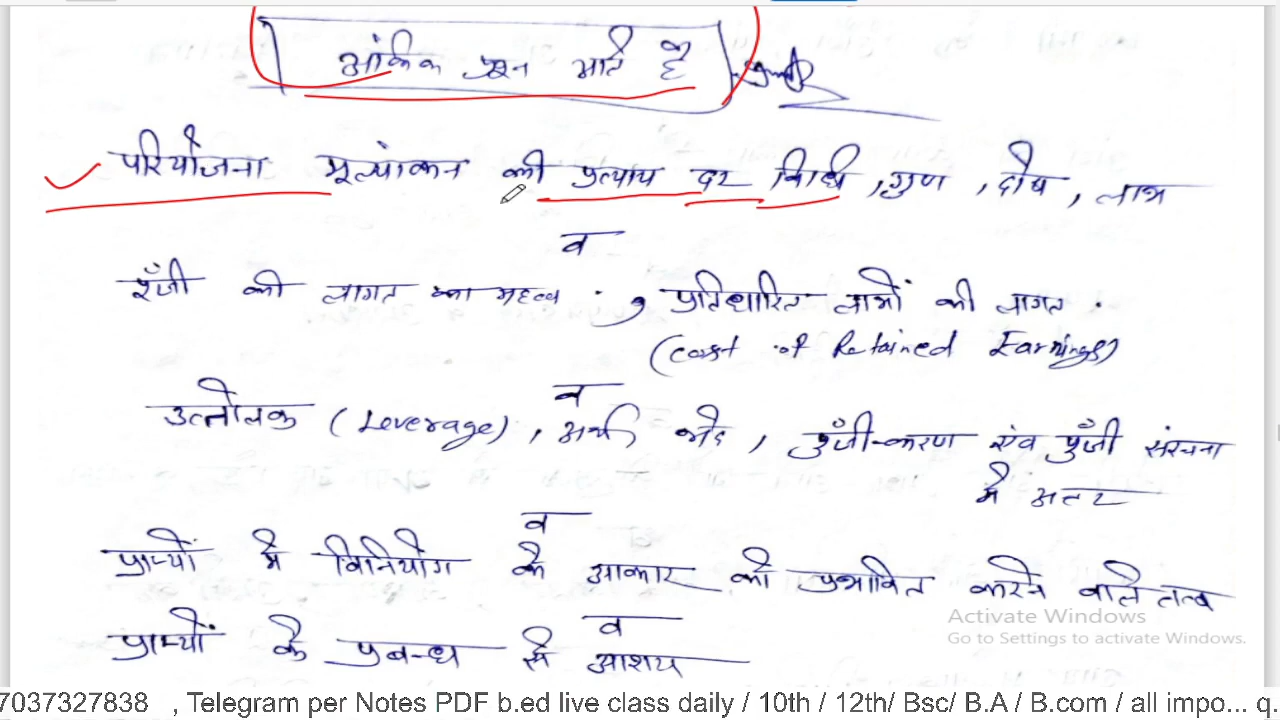 आंकिक प्रश्न आते है
परियोजना मूल्यांकन की प्रत्याय दर विधि , गुण , दोष , लाभ
व
पूँजी की लागत का महत्व . , प्रतिधारित लाभों की लागत .
(cost of Retained Earnings)
व
उत्तोलक (Leverage) , अर्थ भेद , पुँजीकरण एंव पुँजी संरचना
मे अन्तर
व
प्राप्यों मे विनियोग के आकार को प्रभावित करने वाले तत्व
व
प्राप्यों के प्रबन्ध से आशय
Activate Windows
Go to Settings to activate Windows.
7037327838 , Telegram per Notes PDF b.ed live class daily / 10th / 12th/ Bsc/ B.A / B.com / all impo... q.